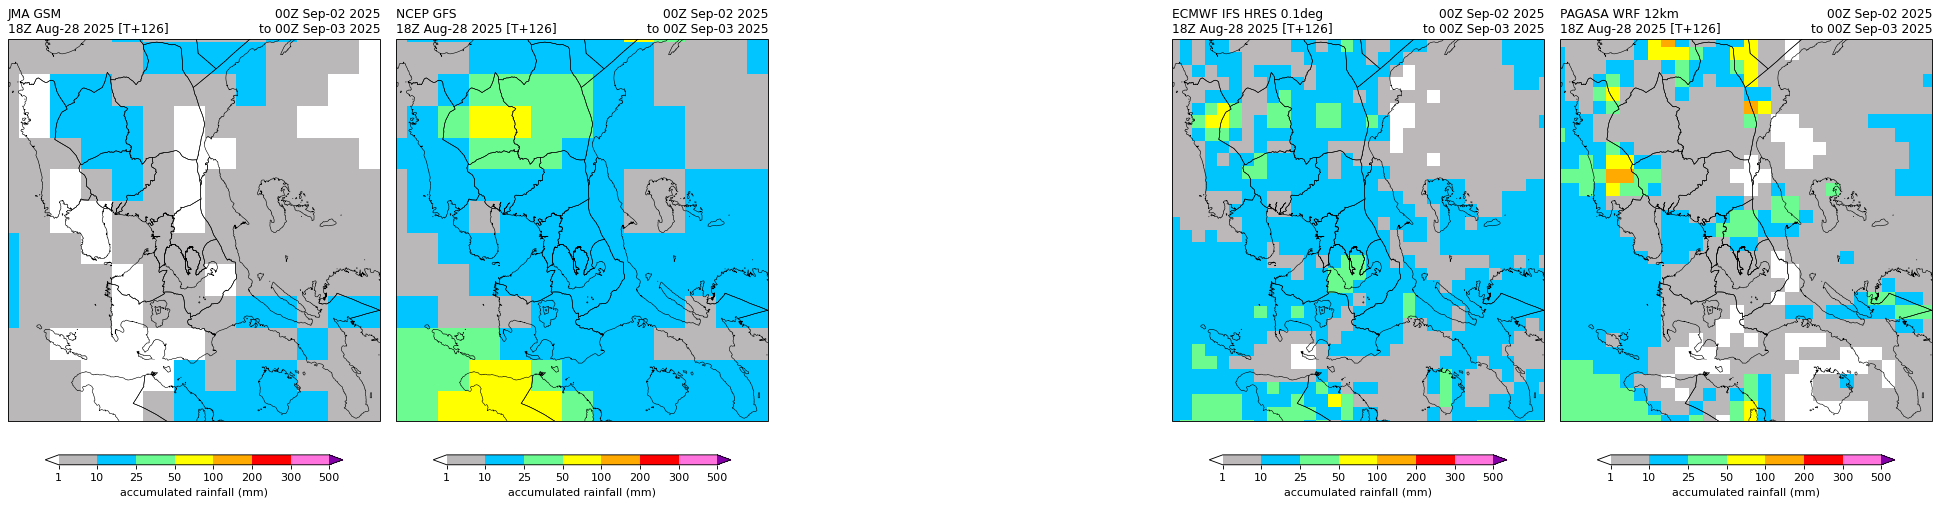 JMA GSM 00Z Sep-02 2025
18Z Aug-28 2025 [T+126] to 00Z Sep-03 2025
NCEP GFS 00Z Sep-02 2025
18Z Aug-28 2025 [T+126] to 00Z Sep-03 2025
ECMWF IFS HRES 0.1deg 00Z Sep-02 2025
18Z Aug-28 2025 [T+126] to 00Z Sep-03 2025
PAGASA WRF 12km 00Z Sep-02 2025
18Z Aug-28 2025 [T+126] to 00Z Sep-03 2025
1 10 25 50 100 200 300 500
accumulated rainfall (mm)
1 10 25 50 100 200 300 500
accumulated rainfall (mm)
1 10 25 50 100 200 300 500
accumulated rainfall (mm)
1 10 25 50 100 200 300 500
accumulated rainfall (mm)